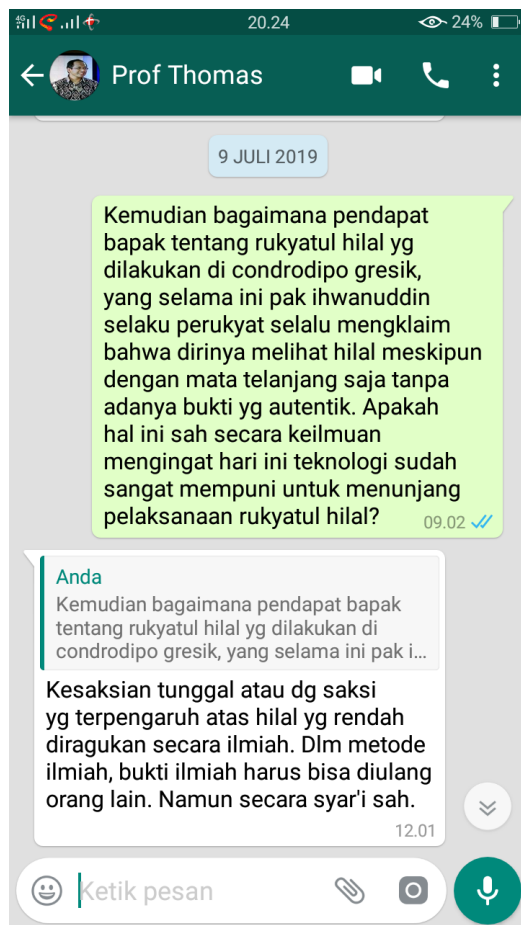 4G 20.24 24%
Prof Thomas
9 JULI 2019
Kemudian bagaimana pendapat
bapak tentang rukyatul hilal yg
dilakukan di condrodipo gresik,
yang selama ini pak ihwanuddin
selaku perukyat selalu mengklaim
bahwa dirinya melihat hilal meskipun
dengan mata telanjang saja tanpa
adanya bukti yg autentik. Apakah
hal ini sah secara keilmuan
mengingat hari ini teknologi sudah
sangat mempuni untuk menunjang
pelaksanaan rukyatul hilal?
09.02
Anda
Kemudian bagaimana pendapat bapak
tentang rukyatul hilal yg dilakukan di
condrodipo gresik, yang selama ini pak i...
Kesaksian tunggal atau dg saksi
yg terpengaruh atas hilal yg rendah
diragukan secara ilmiah. Dlm metode
ilmiah, bukti ilmiah harus bisa diulang
orang lain. Namun secara syar'i sah.
12.01
Ketik pesan